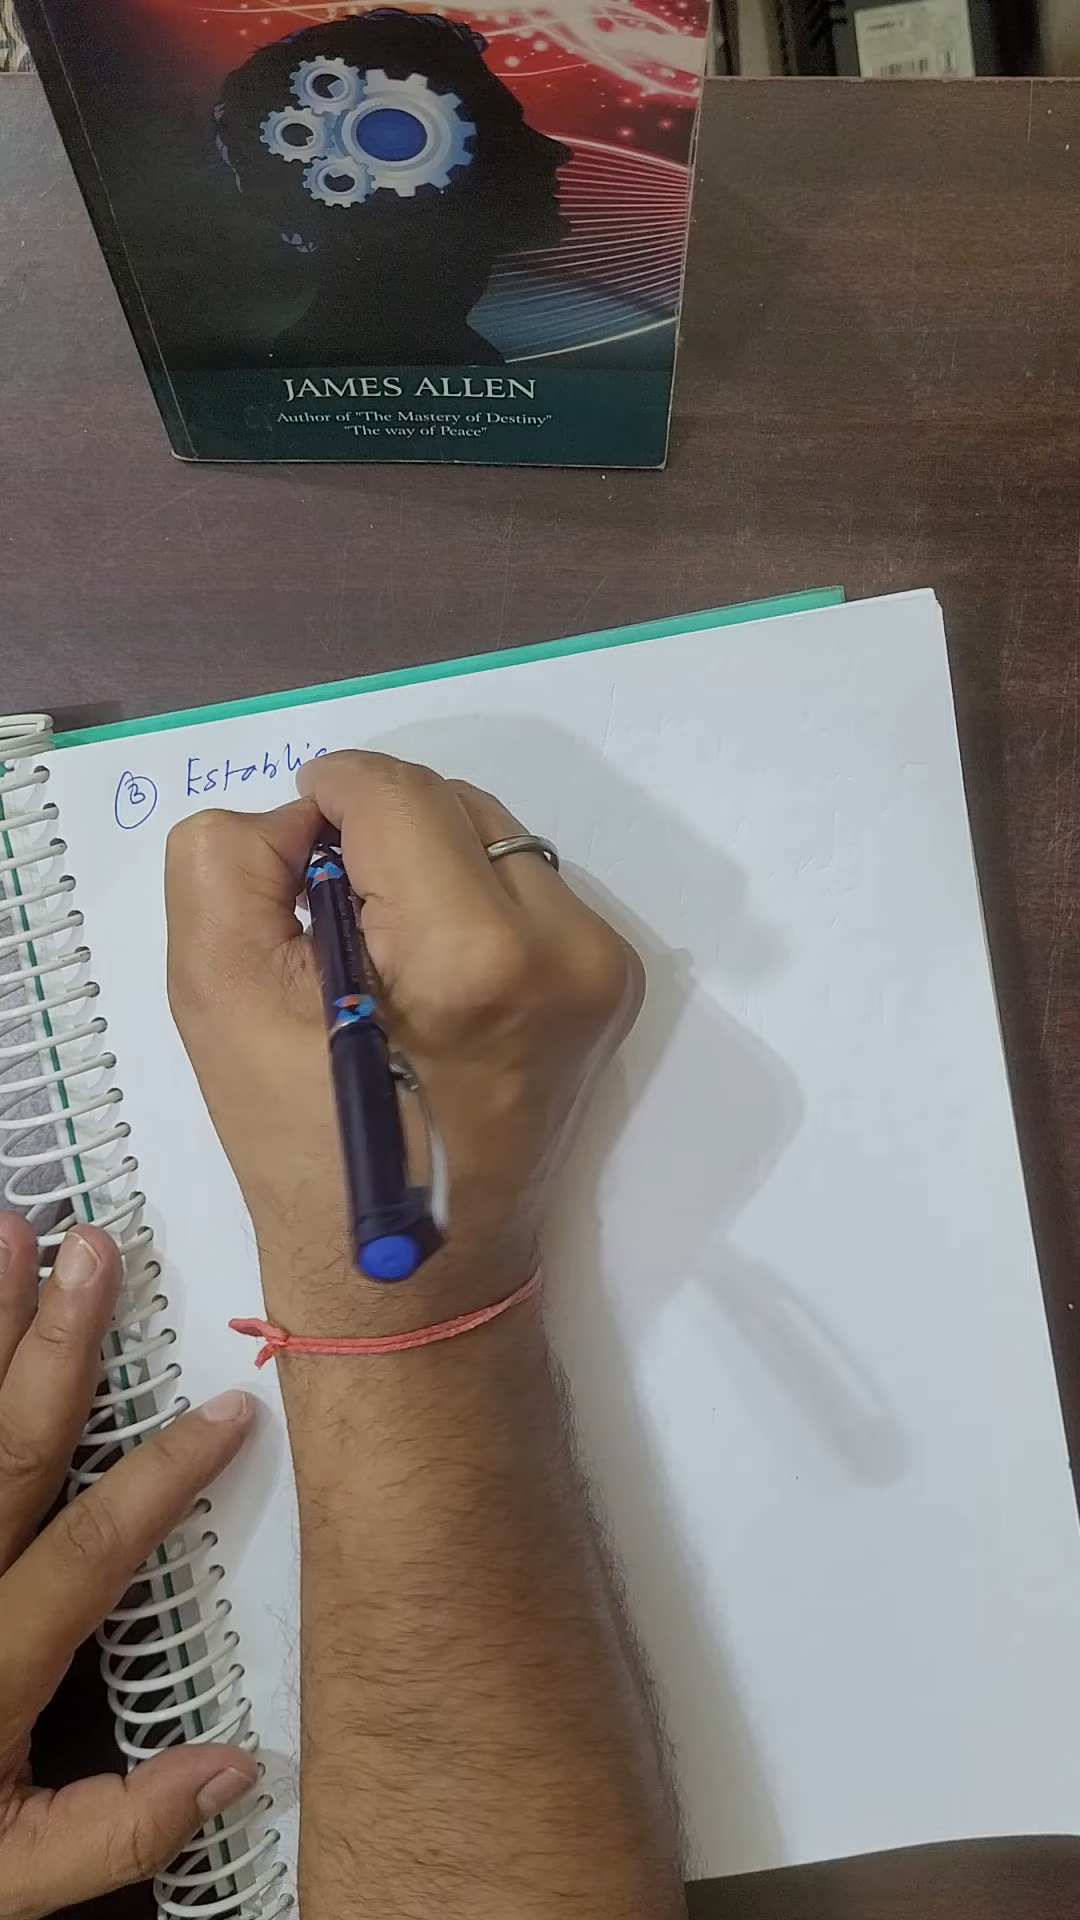 JAMES ALLEN
Author of "The Mastery of Destiny"
"The way of Peace"
③ Establis